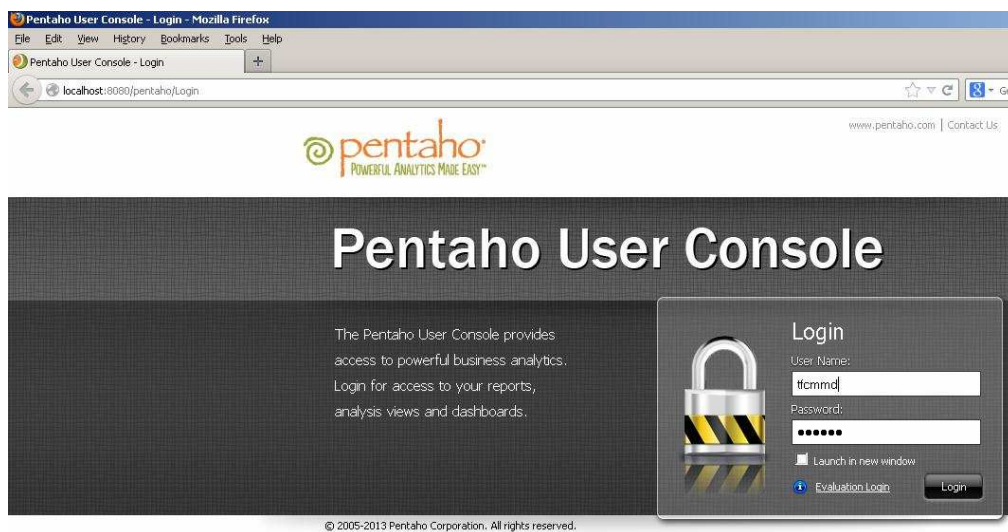 Pentaho User Console - Login - Mozilla Firefox
File Edit View History Bookmarks Tools Help
Pentaho User Console - Login +
localhost:8080/pentaho/Login
www.pentaho.com | Contact Us
pentaho
POWERFUL ANALYTICS MADE EASY™
Pentaho User Console
The Pentaho User Console provides
access to powerful business analytics.
Login for access to your reports,
analysis views and dashboards.
Login
User Name:
tfcmmd
Password:
●●●●●●
Launch in new window
Evaluation Login
Login
© 2005-2013 Pentaho Corporation. All rights reserved.